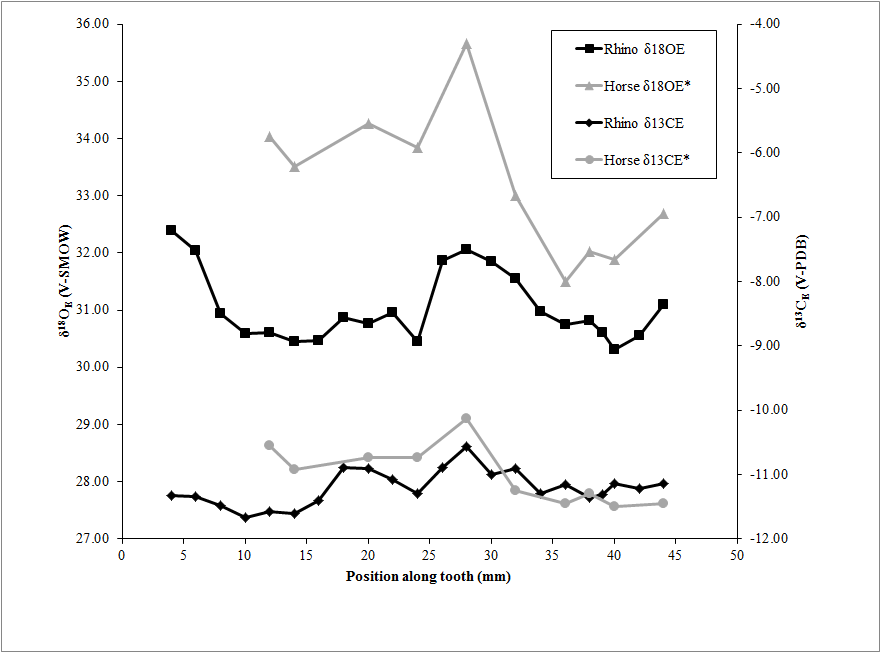 36.00
35.00
34.00
33.00
32.00
31.00
30.00
29.00
28.00
27.00
δ¹⁸O_E (V-SMOW)
-4.00
-5.00
-6.00
-7.00
-8.00
-9.00
-10.00
-11.00
-12.00
δ¹³C_E (V-PDB)
Rhino δ18OE
Horse δ18OE*
Rhino δ13CE
Horse δ13CE*
0 5 10 15 20 25 30 35 40 45 50
Position along tooth (mm)